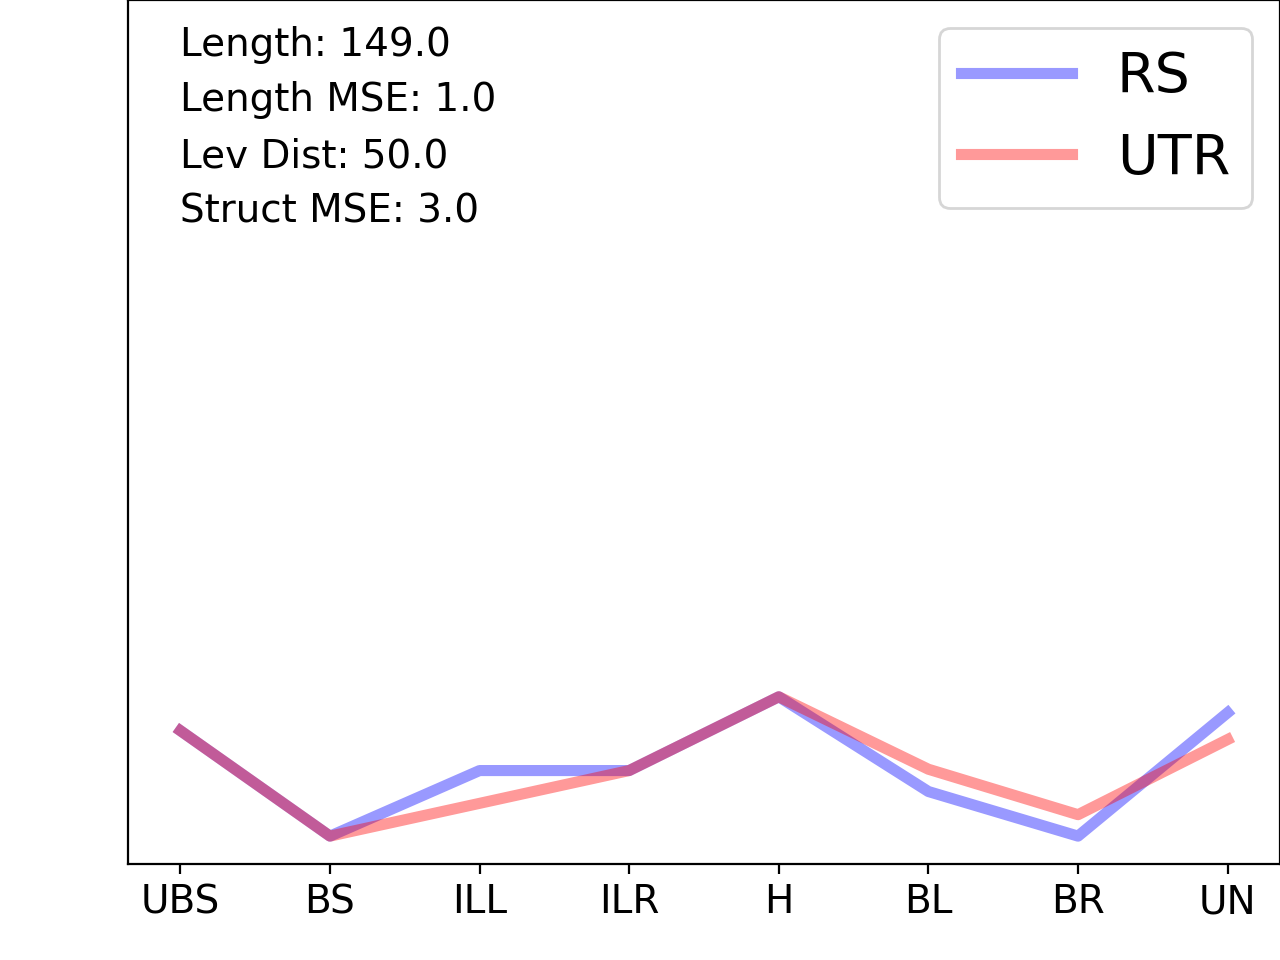 Length: 149.0
Length MSE: 1.0
Lev Dist: 50.0
Struct MSE: 3.0
RS
UTR
UBS BS ILL ILR H BL BR UN